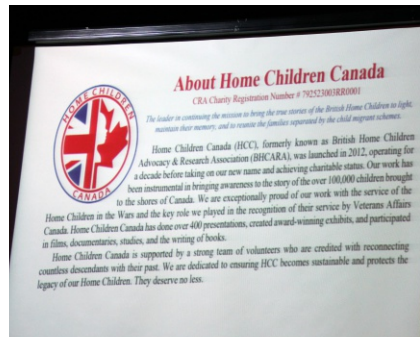 About Home Children Canada
CRA Charity Registration Number # 792523003RR0001
The leader in continuing the mission to bring the true stories of the British Home Children to light,
maintain their memory, and to reunite the families separated by the child migrant schemes.
HOME CHILDREN
CANADA
Home Children Canada (HCC), formerly known as British Home Children
Advocacy & Research Association (BHCARA), was launched in 2012, operating for
a decade before taking on our new name and achieving charitable status. Our work has
been instrumental in bringing awareness to the story of the over 100,000 children brought
to the shores of Canada. We are exceptionally proud of our work with the service of the
Home Children in the Wars and the key role we played in the recognition of their service by Veterans Affairs
Canada. Home Children Canada has done over 400 presentations, created award-winning exhibits, and participated
in films, documentaries, studies, and the writing of books.
Home Children Canada is supported by a strong team of volunteers who are credited with reconnecting
countless descendants with their past. We are dedicated to ensuring HCC becomes sustainable and protects the
legacy of our Home Children. They deserve no less.